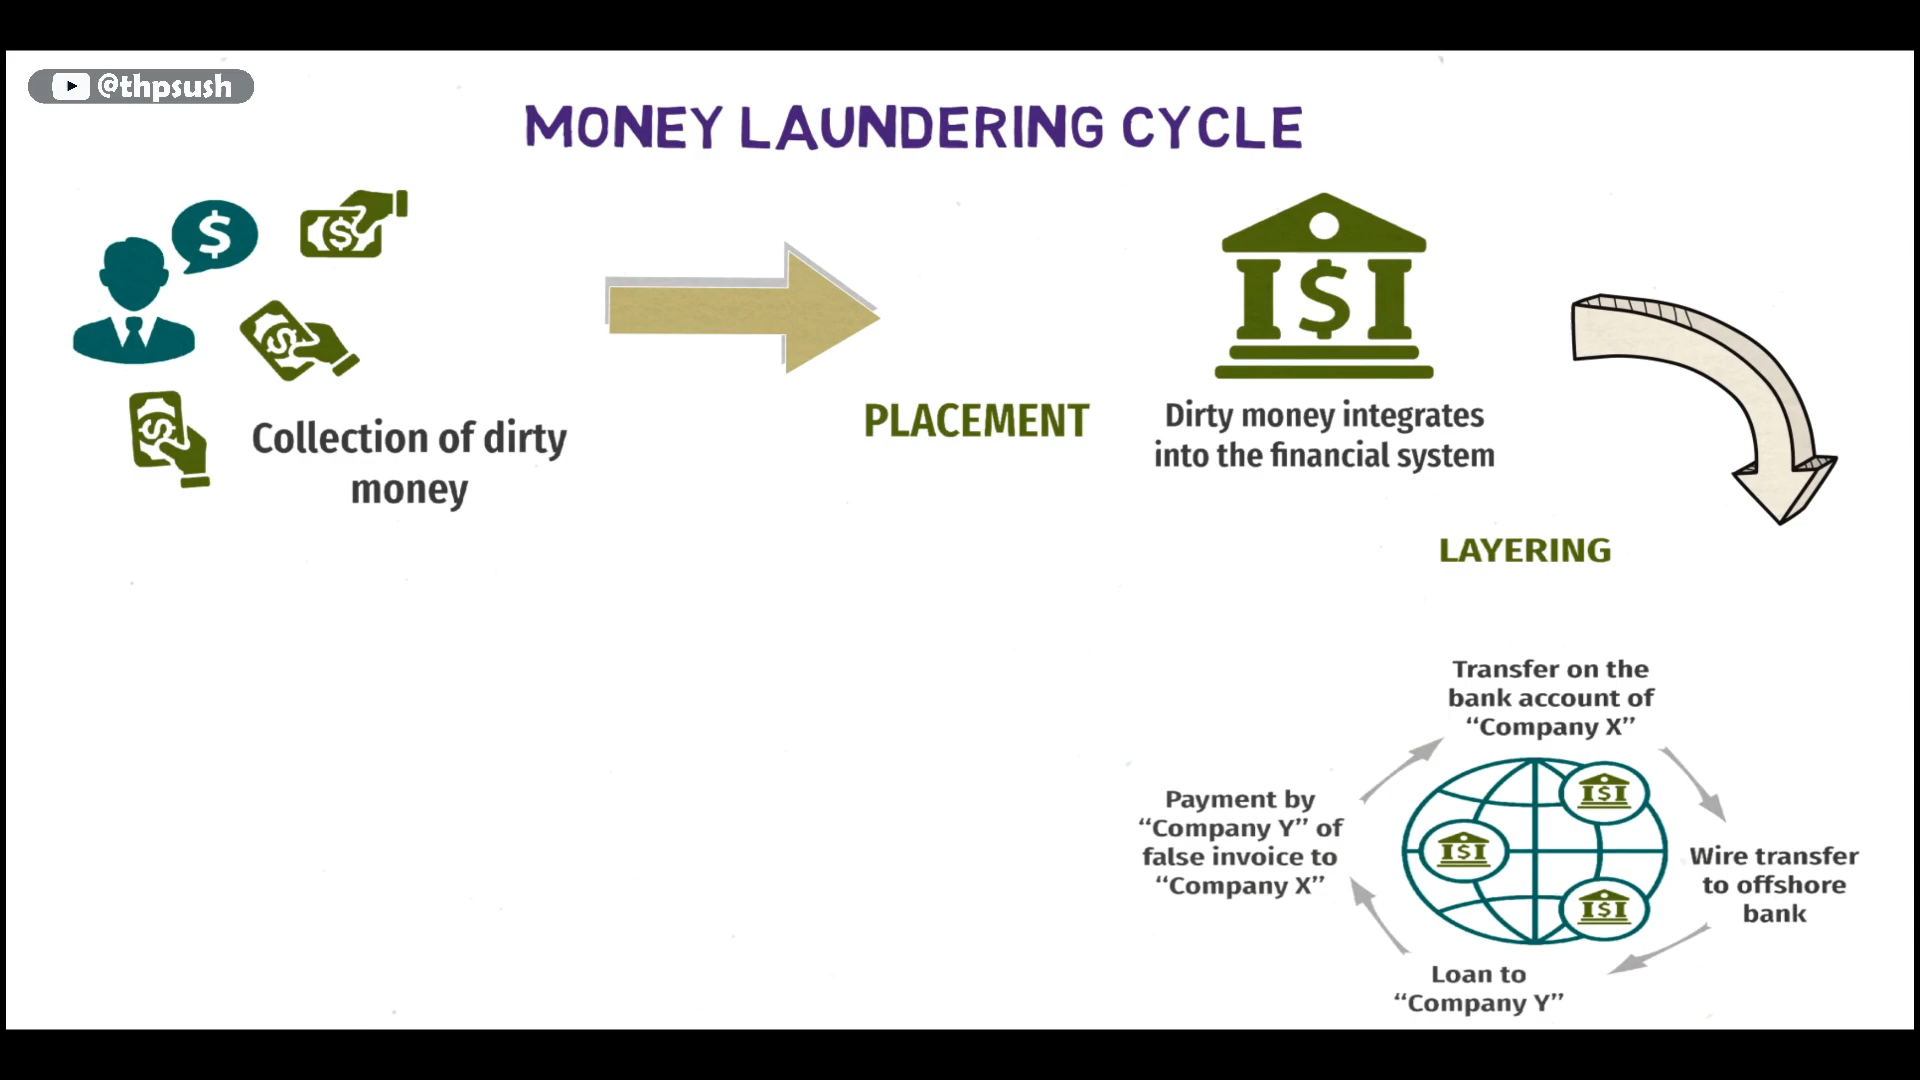 @thpsush
MONEY LAUNDERING CYCLE
$
$
$
$
Collection of dirty
money
PLACEMENT
$
Dirty money integrates
into the financial system
LAYERING
Transfer on the
bank account of
“Company X”
Payment by
“Company Y” of
false invoice to
“Company X”
$
$
$
Wire transfer
to offshore
bank
Loan to
“Company Y”